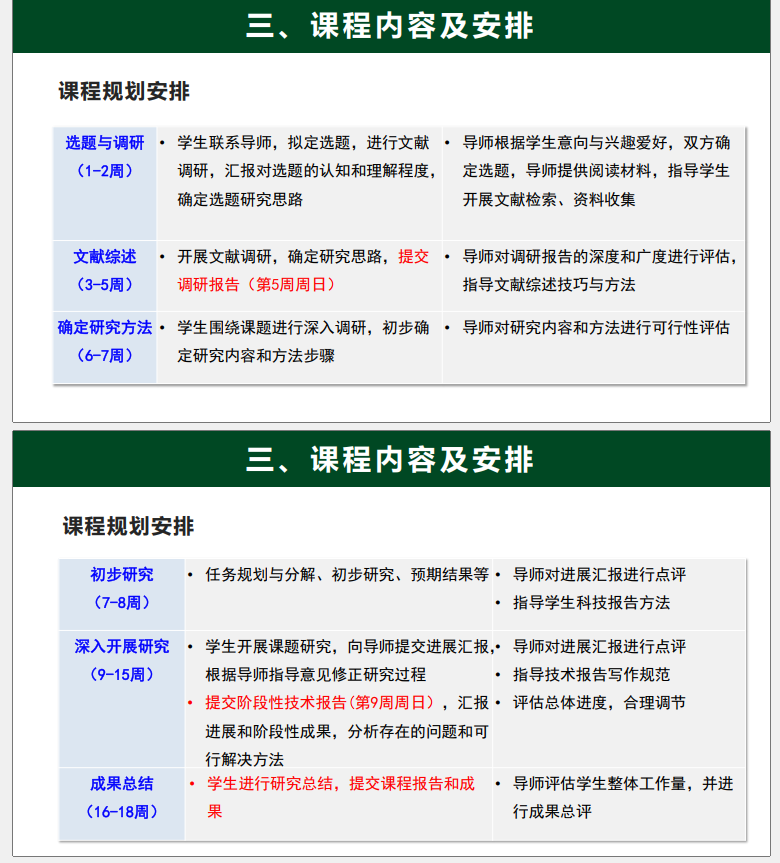 三、课程内容及安排
课程规划安排
选题与调研
（1-2周）
• 学生联系导师，拟定选题，进行文献
调研，汇报对选题的认知和理解程度，
确定选题研究思路
• 导师根据学生意向与兴趣爱好，双方确
定选题，导师提供阅读材料，指导学生
开展文献检索、资料收集
文献综述
（3-5周）
• 开展文献调研，确定研究思路，提交
调研报告（第5周周日）
• 导师对调研报告的深度和广度进行评估，
指导文献综述技巧与方法
确定研究方法
（6-7周）
• 学生围绕课题进行深入调研，初步确
定研究内容和方法步骤
• 导师对研究内容和方法进行可行性评估
三、课程内容及安排
课程规划安排
初步研究
（7-8周）
• 任务规划与分解、初步研究、预期结果等
• 导师对进展汇报进行点评
• 指导学生科技报告方法
深入开展研究
（9-15周）
• 学生开展课题研究，向导师提交进展汇报，
根据导师指导意见修正研究过程
• 提交阶段性技术报告(第9周周日），汇报
进展和阶段性成果，分析存在的问题和可
行解决方法
• 导师对进展汇报进行点评
• 指导技术报告写作规范
• 评估总体进度，合理调节
成果总结
（16-18周）
• 学生进行研究总结，提交课程报告和成
果
• 导师评估学生整体工作量，并进
行成果总评